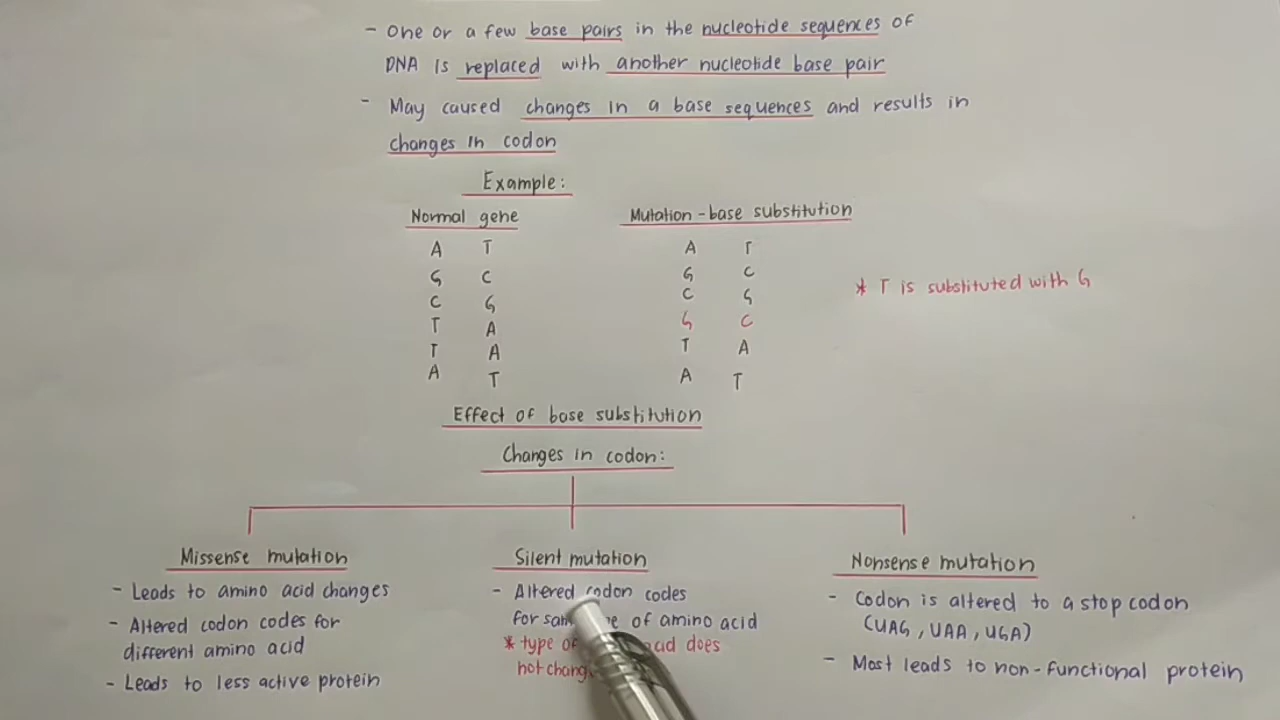 - One or a few base pairs in the nucleotide sequences of
DNA is replaced with another nucleotide base pair
- May caused changes in a base sequences and results in
changes in codon
Example:
Normal gene Mutation - base substitution
A T A T
G C G C
C G C G
T A G C
T A T A
A T A T
* T is substituted with G
Effect of base substitution
Changes in codon:
Missense mutation
- Leads to amino acid changes
- Altered codon codes for
different amino acid
- Leads to less active protein
Silent mutation
- Altered codon codes
for of amino acid
* type acid does
not
Nonsense mutation
- Codon is altered to a stop codon
(UAG, UAA, UGA)
- Most leads to non-functional protein